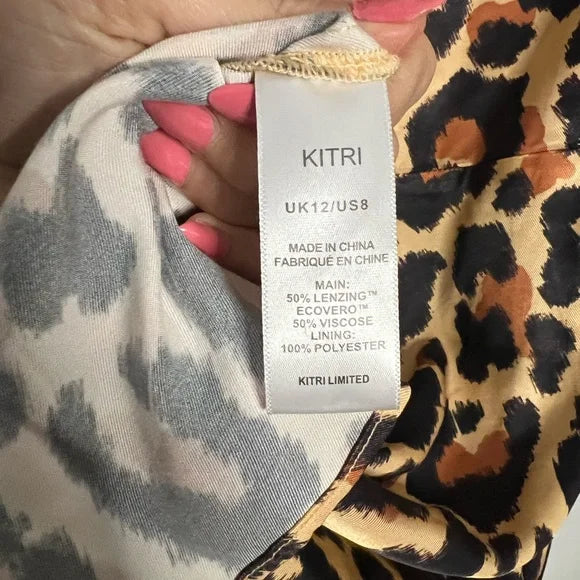 KITRI
UK12/US8
MADE IN CHINA
FABRIQUÉ EN CHINE
MAIN:
50% LENZING™
ECOVERO™
50% VISCOSE
LINING:
100% POLYESTER
KITRI LIMITED